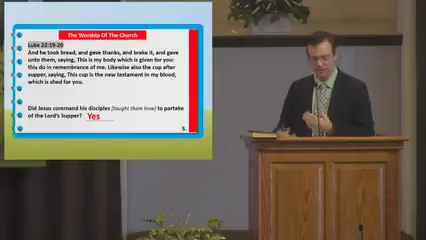 The Worship Of The Church
Luke 22:19-20
And he took bread, and gave thanks, and brake it, and gave
unto them, saying, This is my body which is given for you:
this do in remembrance of me. Likewise also the cup after
supper, saying, This cup is the new testament in my blood,
which is shed for you.
Did Jesus command his disciples [taught them how] to partake
of the Lord's Supper? Yes
5.